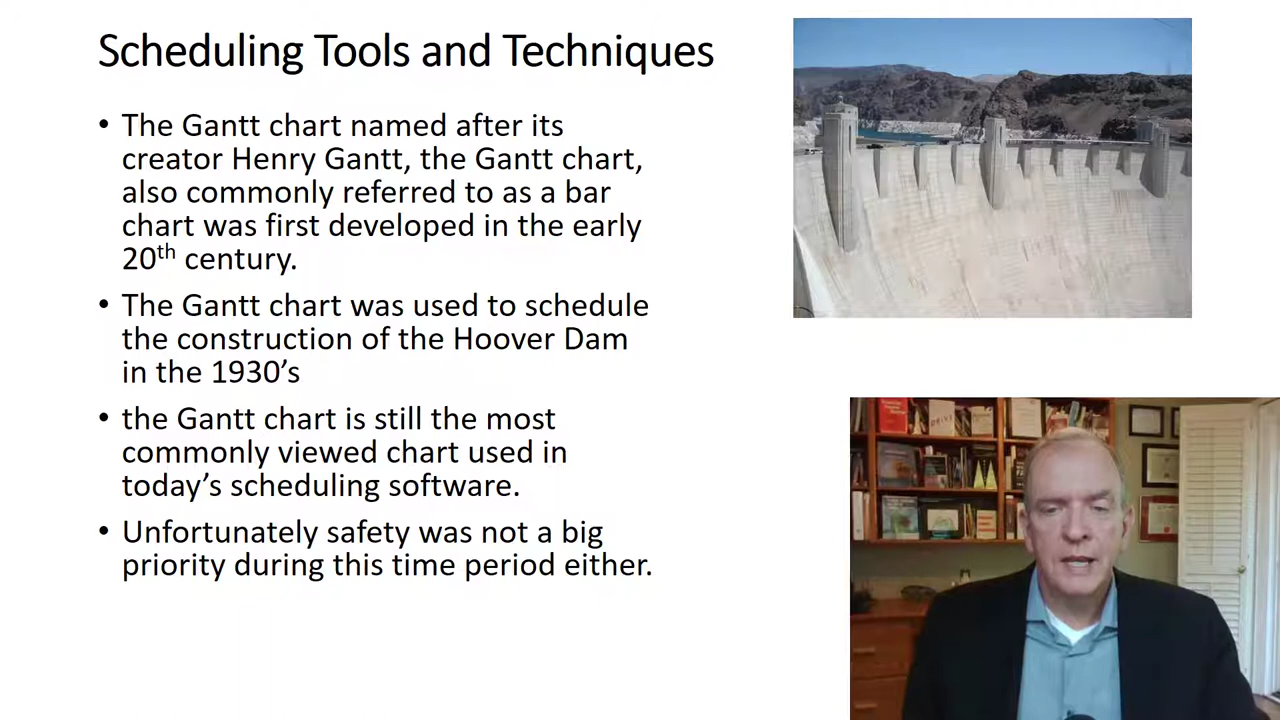 Scheduling Tools and Techniques
• The Gantt chart named after its
creator Henry Gantt, the Gantt chart,
also commonly referred to as a bar
chart was first developed in the early
20th century.
• The Gantt chart was used to schedule
the construction of the Hoover Dam
in the 1930’s
• the Gantt chart is still the most
commonly viewed chart used in
today’s scheduling software.
• Unfortunately safety was not a big
priority during this time period either.
DRIVE